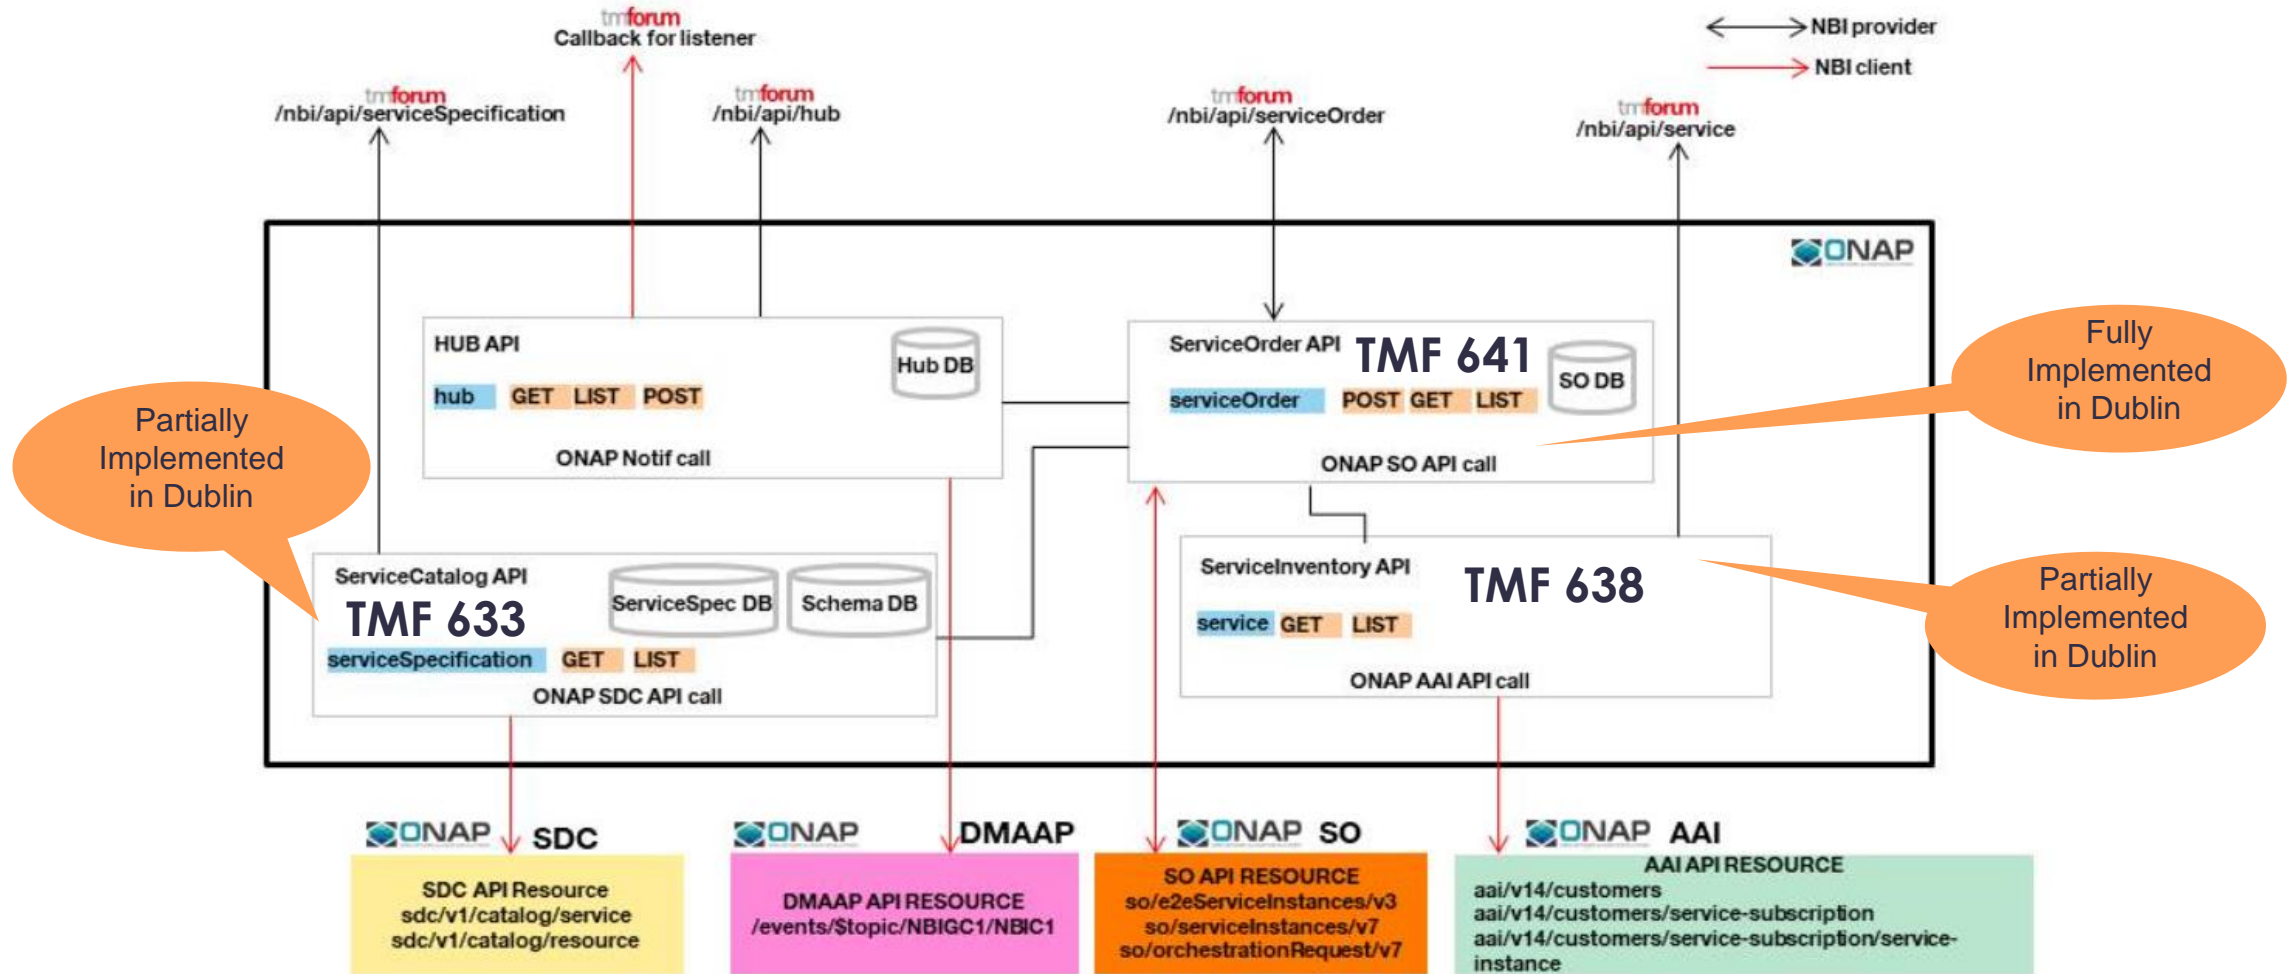 tmforum
Callback for listener
NBI provider
NBI client
tmforum
/nbi/api/serviceSpecification
tmforum
/nbi/api/hub
tmforum
/nbi/api/serviceOrder
tmforum
/nbi/api/service
ONAP
HUB API
Hub DB
hub GET LIST POST
ONAP Notif call
ServiceOrder API TMF 641
SO DB
serviceOrder POST GET LIST
ONAP SO API call
Fully
Implemented
in Dublin
Partially
Implemented
in Dublin
ServiceCatalog API
TMF 633
ServiceSpec DB
Schema DB
serviceSpecification GET LIST
ONAP SDC API call
ServiceInventory API
TMF 638
service GET LIST
ONAP AAI API call
Partially
Implemented
in Dublin
ONAP SDC
SDC API Resource
sdc/v1/catalog/service
sdc/v1/catalog/resource
ONAP DMAAP
DMAAP API RESOURCE
/events/$topic/NBIGC1/NBIC1
ONAP SO
SO API RESOURCE
so/e2eServiceInstances/v3
so/serviceInstances/v7
so/orchestrationRequest/v7
ONAP AAI
AAI API RESOURCE
aai/v14/customers
aai/v14/customers/service-subscription
aai/v14/customers/service-subscription/service-
instance